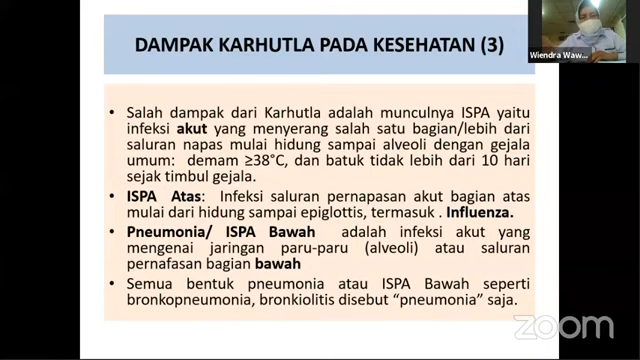 DAMPAK KARHUTLA PADA KESEHATAN (3)
Wiendra Waw...
• Salah dampak dari Karhutla adalah munculnya ISPA yaitu
infeksi akut yang menyerang salah satu bagian/lebih dari
saluran napas mulai hidung sampai alveoli dengan gejala
umum: demam ≥38°C, dan batuk tidak lebih dari 10 hari
sejak timbul gejala.
• ISPA Atas: Infeksi saluran pernapasan akut bagian atas
mulai dari hidung sampai epiglottis, termasuk . Influenza.
• Pneumonia/ ISPA Bawah adalah infeksi akut yang
mengenai jaringan paru-paru (alveoli) atau saluran
pernafasan bagian bawah
• Semua bentuk pneumonia atau ISPA Bawah seperti
bronkopneumonia, bronkiolitis disebut “pneumonia” saja.
zoom